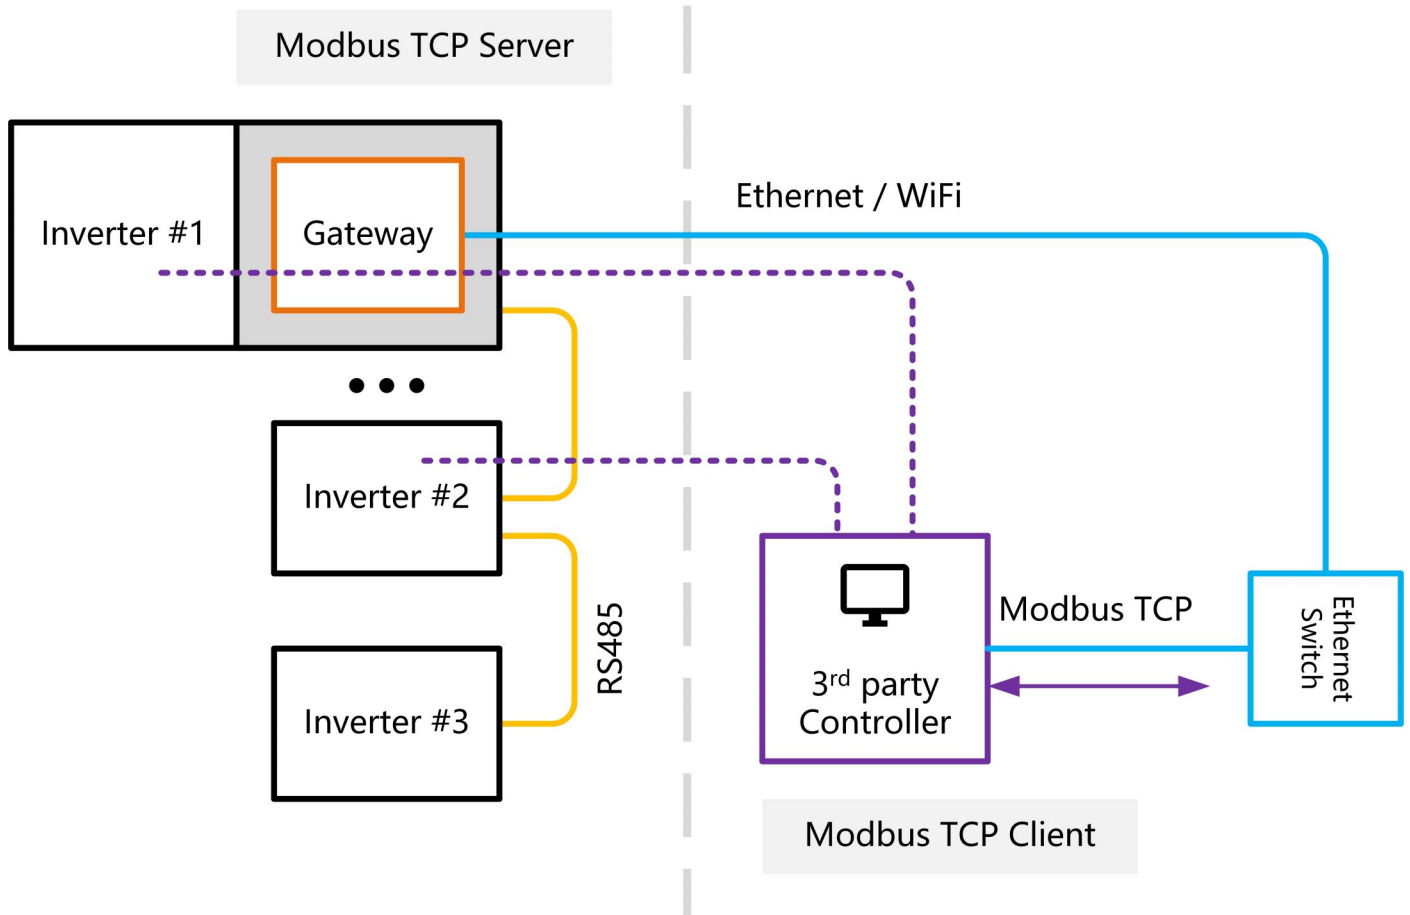 Modbus TCP Server
Ethernet / WiFi
Inverter #1
Gateway
Inverter #2
RS485
Inverter #3
3rd party
Controller
Modbus TCP
Ethernet
Switch
Modbus TCP Client